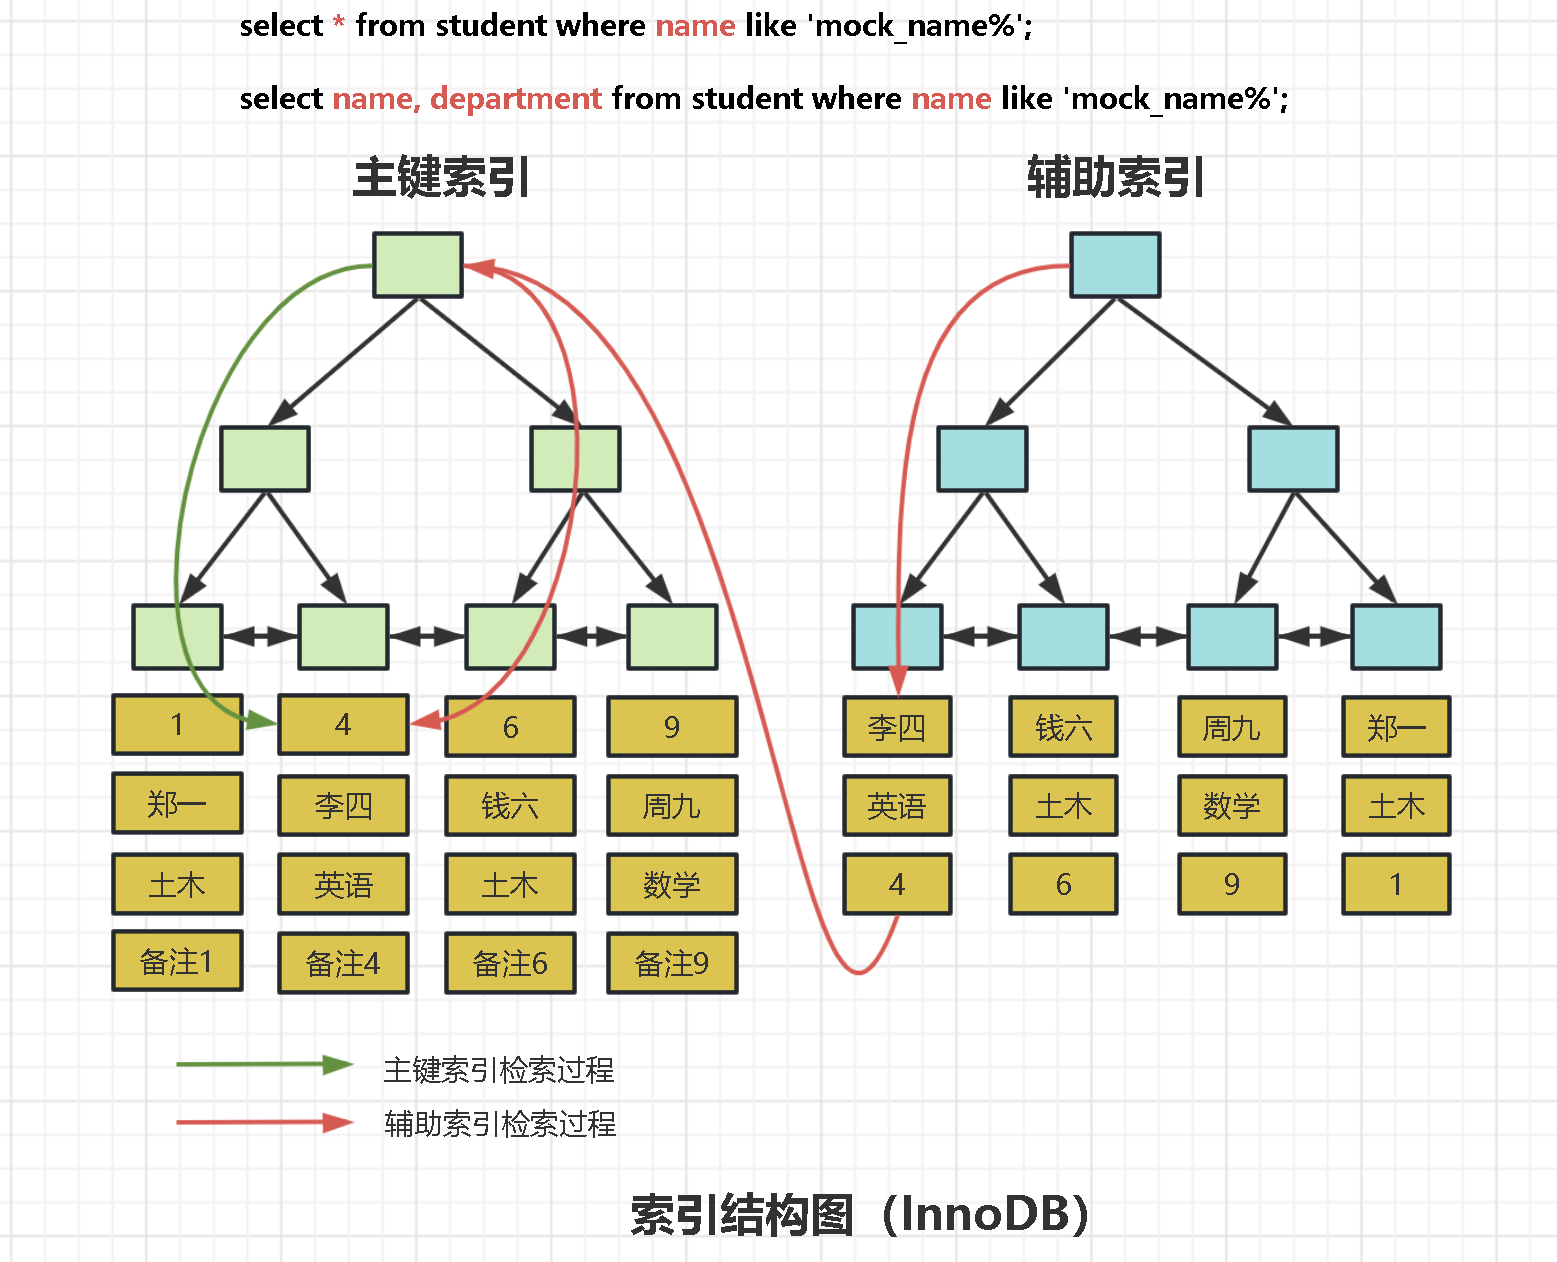 select * from student where name like 'mock_name%';
select name, department from student where name like 'mock_name%';
主键索引
辅助索引
1
4
6
9
郑一
李四
钱六
周九
土木
英语
土木
数学
备注1
备注4
备注6
备注9
李四
钱六
周九
郑一
英语
土木
数学
土木
4
6
9
1
主键索引检索过程
辅助索引检索过程
索引结构图（InnoDB）